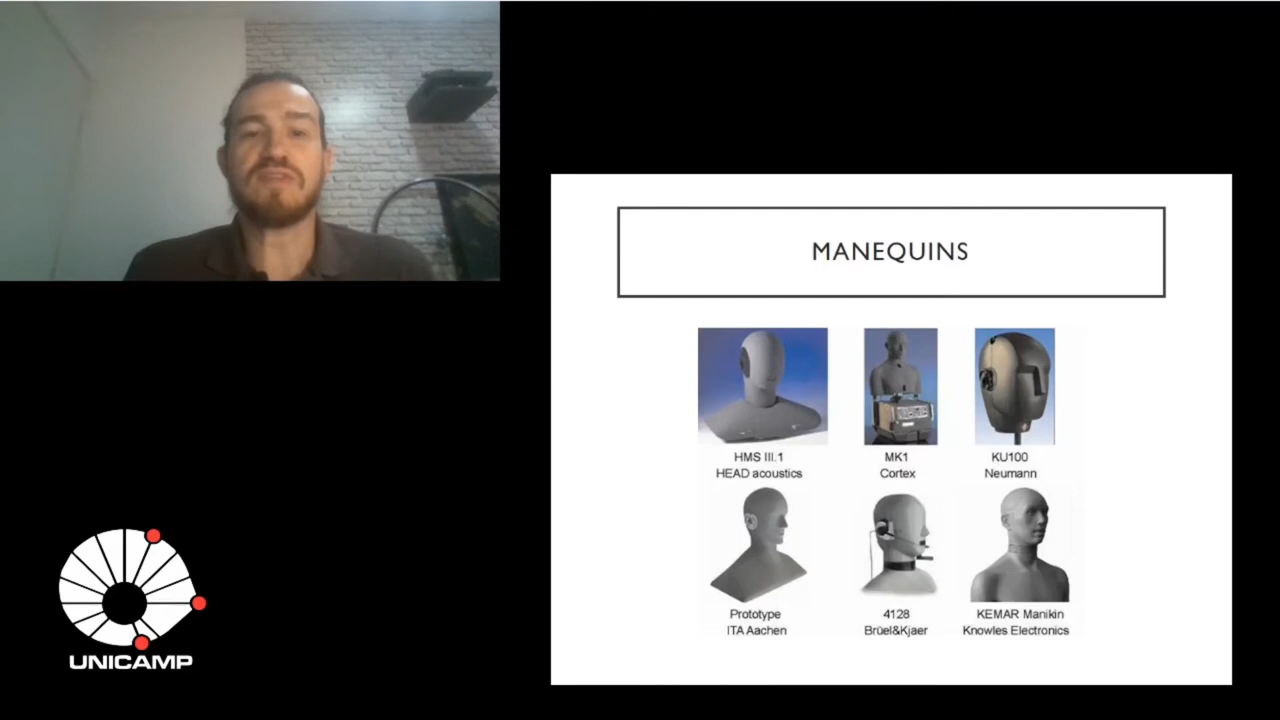 MANEQUINS
HMS III.1
HEAD acoustics
MK1
Cortex
KU100
Neumann
Prototype
ITA Aachen
4128
Brüel&Kjaer
KEMAR Manikin
Knowles Electronics
UNICAMP